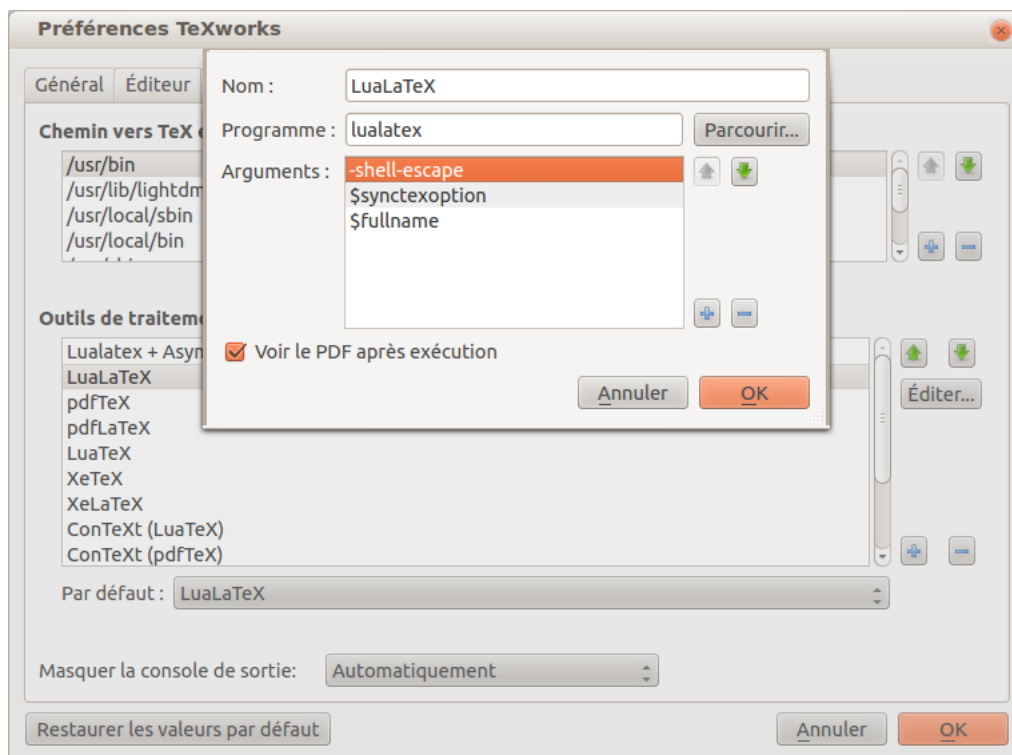 Préférences TeXworks
Général Éditeur
Nom : LuaLaTeX
Programme : lualatex Parcourir...
Arguments : -shell-escape
$synctexoption
$fullname
Voir le PDF après exécution
Annuler OK
Chemin vers TeX
/usr/bin
/usr/lib/lightdm
/usr/local/sbin
/usr/local/bin
Outils de traiteme
Lualatex + Asy
LuaLaTeX
pdfTeX
pdfLaTeX
LuaTeX
XeTeX
XeLaTeX
ConTeXt (LuaTeX)
ConTeXt (pdfTeX)
Éditer...
Par défaut : LuaLaTeX
Masquer la console de sortie: Automatiquement
Restaurer les valeurs par défaut Annuler OK